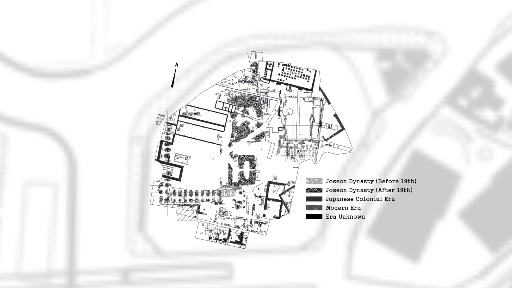 Joseon Dynasty (Before 19th)
Joseon Dynasty (After 19th)
Japanese Colonial Era
Modern Era
Era Unknown